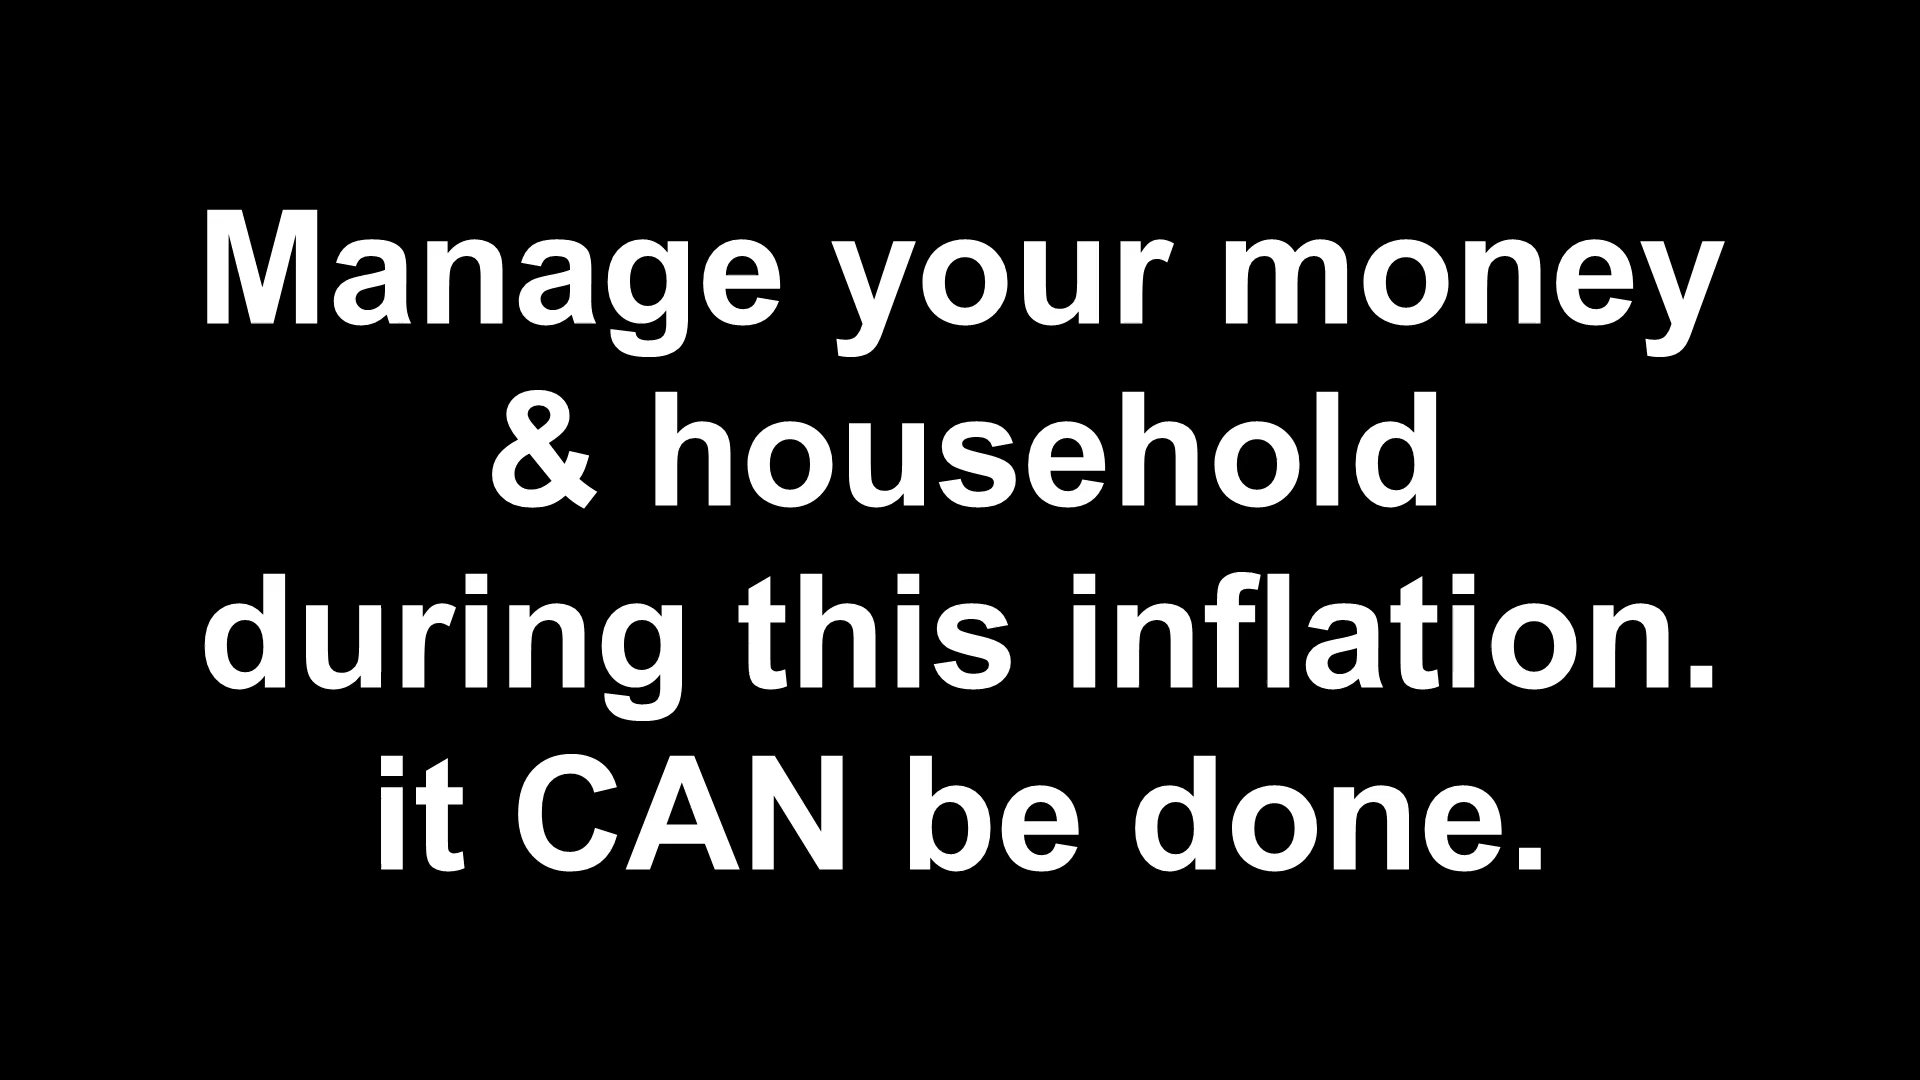 Manage your money
& household
during this inflation.
it CAN be done.